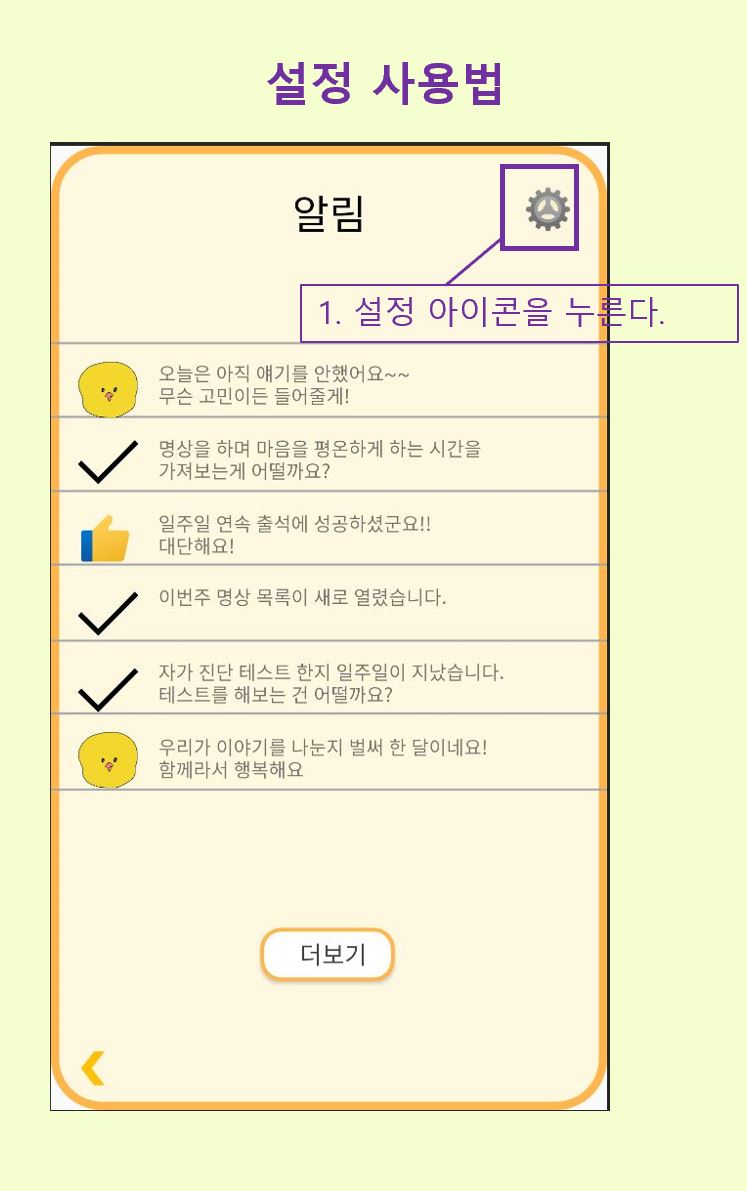 설정 사용법
알림
1. 설정 아이콘을 누른다.
오늘은 아직 얘기를 안했어요~~
무슨 고민이든 들어줄게!
명상을 하며 마음을 평온하게 하는 시간을
가져보는게 어떨까요?
일주일 연속 출석에 성공하셨군요!!
대단해요!
이번주 명상 목록이 새로 열렸습니다.
자가 진단 테스트 한지 일주일이 지났습니다.
테스트를 해보는 건 어떨까요?
우리가 이야기를 나눈지 벌써 한 달이네요!
함께라서 행복해요
더보기